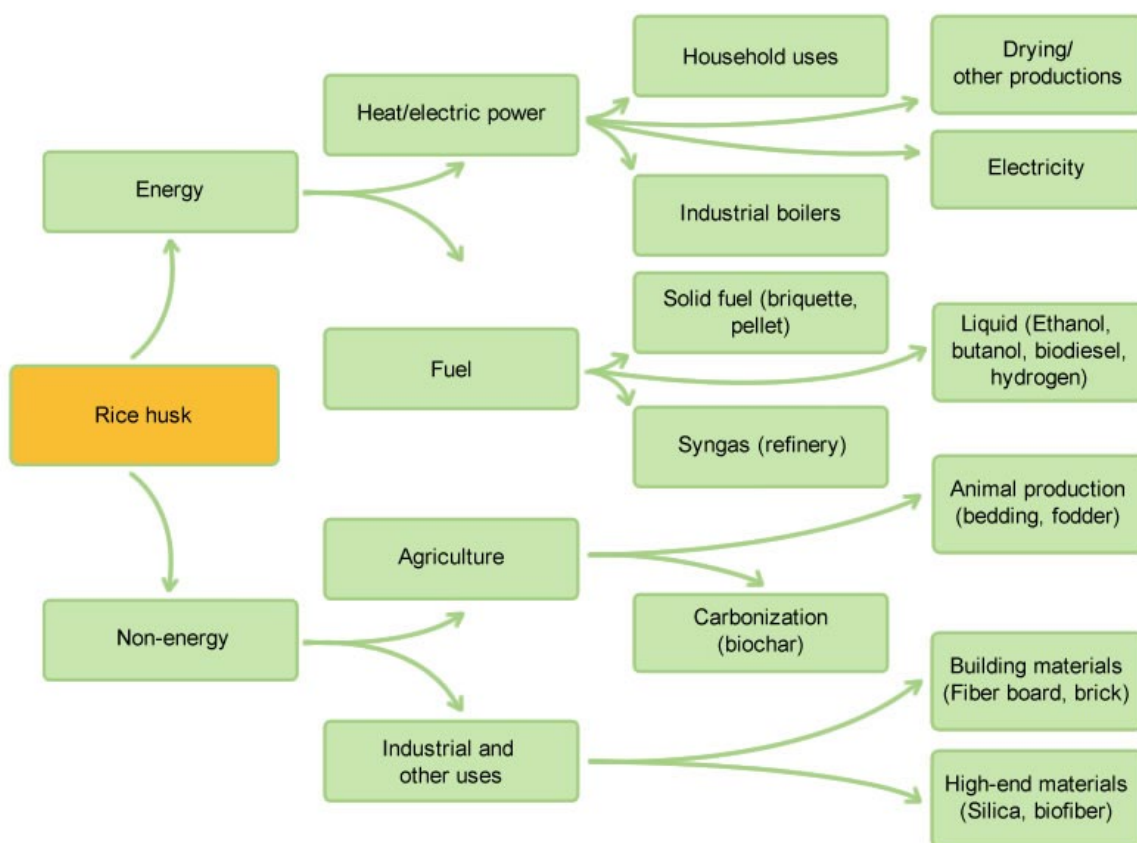 Household uses
Drying/
other productions
Heat/electric power
Electricity
Energy
Industrial boilers
Solid fuel (briquette,
pellet)
Liquid (Ethanol,
butanol, biodiesel,
hydrogen)
Fuel
Rice husk
Syngas (refinery)
Animal production
(bedding, fodder)
Agriculture
Carbonization
(biochar)
Non-energy
Building materials
(Fiber board, brick)
Industrial and
other uses
High-end materials
(Silica, biofiber)